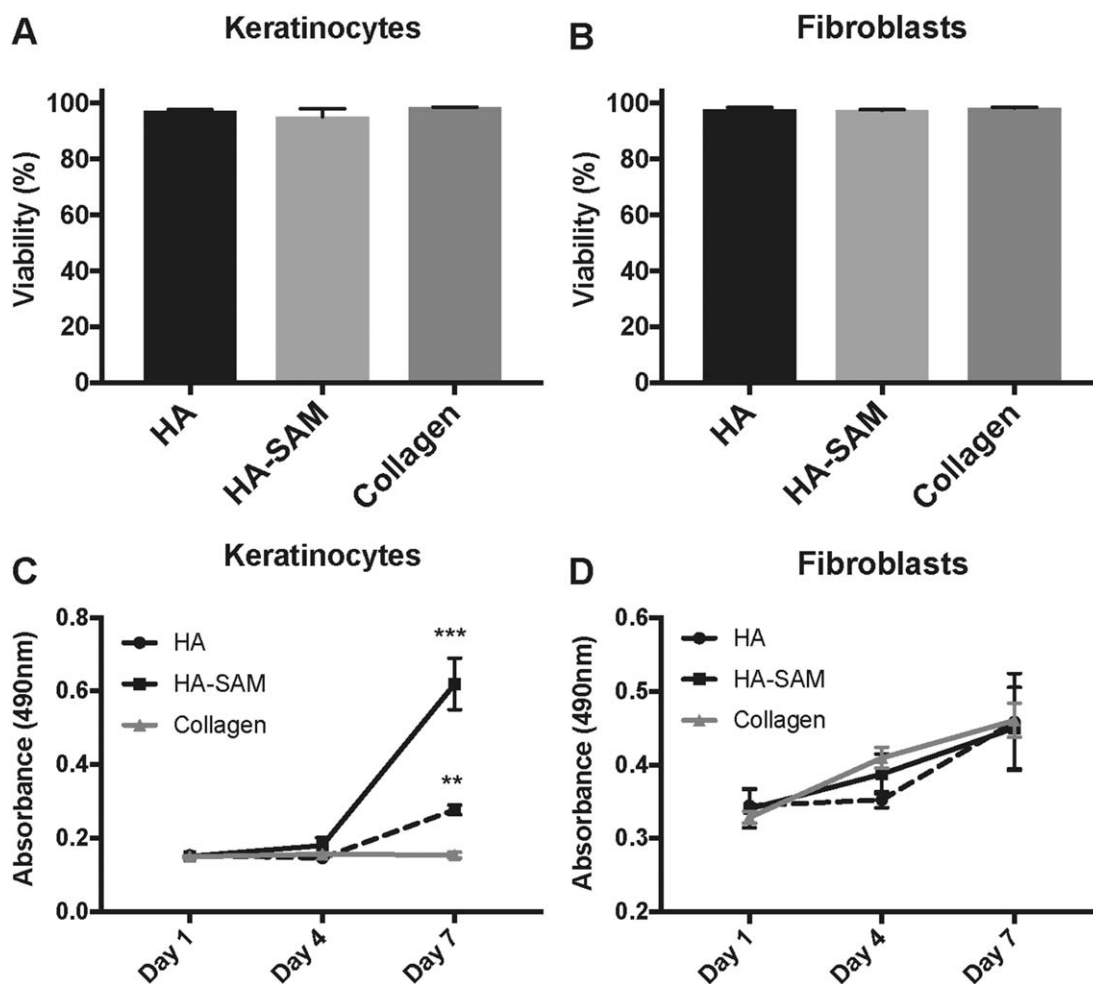 A
Keratinocytes
Viability (%)
100
80
60
40
20
0
HA
HA-SAM
Collagen
B
Fibroblasts
Viability (%)
100
80
60
40
20
0
HA
HA-SAM
Collagen
C
Keratinocytes
Absorbance (490nm)
0.8
0.6
0.4
0.2
0.0
HA
HA-SAM
Collagen
***
**
Day 1
Day 4
Day 7
D
Fibroblasts
Absorbance (490nm)
0.6
0.5
0.4
0.3
0.2
HA
HA-SAM
Collagen
Day 1
Day 4
Day 7